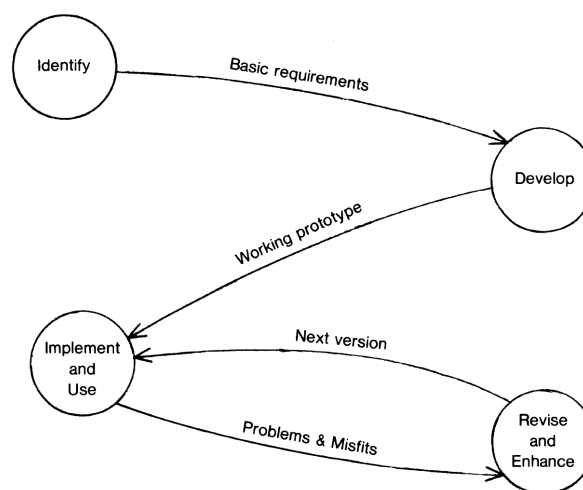 Identify
Basic requirements
Develop
Working prototype
Implement
and
Use
Next version
Problems & Misfits
Revise
and
Enhance